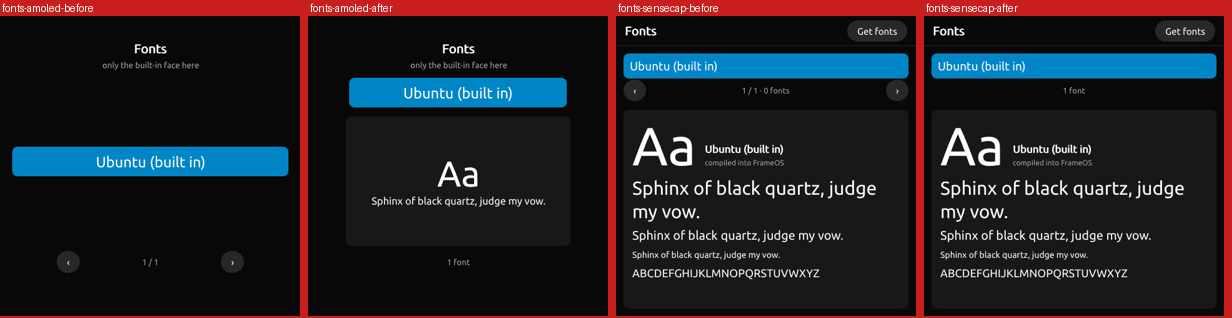 fonts-amoled-before
Fonts
only the built-in face here
Ubuntu (built in)
‹
1 / 1
›
fonts-amoled-after
Fonts
only the built-in face here
Ubuntu (built in)
Aa
Sphinx of black quartz, judge my vow.
1 font
fonts-sensecap-before
Fonts
Get fonts
Ubuntu (built in)
‹
1 / 1 · 0 fonts
›
Aa
Ubuntu (built in)
compiled into FrameOS
Sphinx of black quartz, judge
my vow.
Sphinx of black quartz, judge my vow.
Sphinx of black quartz, judge my vow.
ABCDEFGHIJKLMNOPQRSTUVWXYZ
fonts-sensecap-after
Fonts
Get fonts
Ubuntu (built in)
1 font
Aa
Ubuntu (built in)
compiled into FrameOS
Sphinx of black quartz, judge
my vow.
Sphinx of black quartz, judge my vow.
Sphinx of black quartz, judge my vow.
ABCDEFGHIJKLMNOPQRSTUVWXYZ